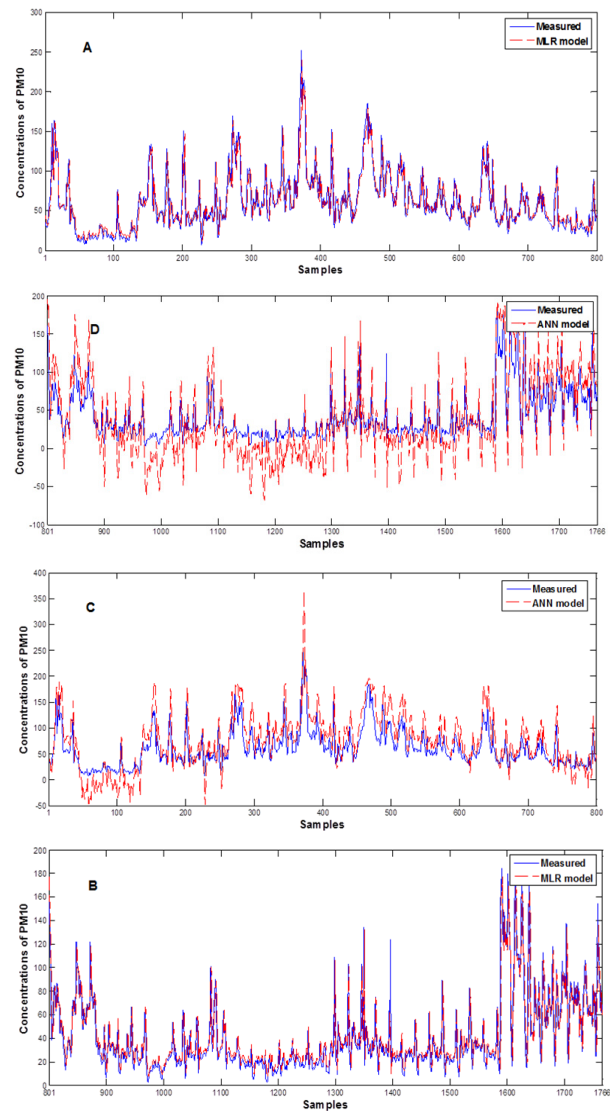 A
Measured
MLR model
Concentrations of PM10
300
250
200
150
100
50
0
1 100 200 300 400 500 600 700 800
Samples
D
Measured
ANN model
Concentrations of PM10
200
150
100
50
0
-50
-100
801 900 1000 1100 1200 1300 1400 1500 1600 1700 1766
Samples
C
Measured
ANN model
Concentrations of PM10
400
350
300
250
200
150
100
50
0
-50
1 100 200 300 400 500 600 700 800
Samples
B
Measured
MLR model
Concentrations of PM10
200
180
160
140
120
100
80
60
40
20
0
801 900 1000 1100 1200 1300 1400 1500 1600 1700 1766
Samples